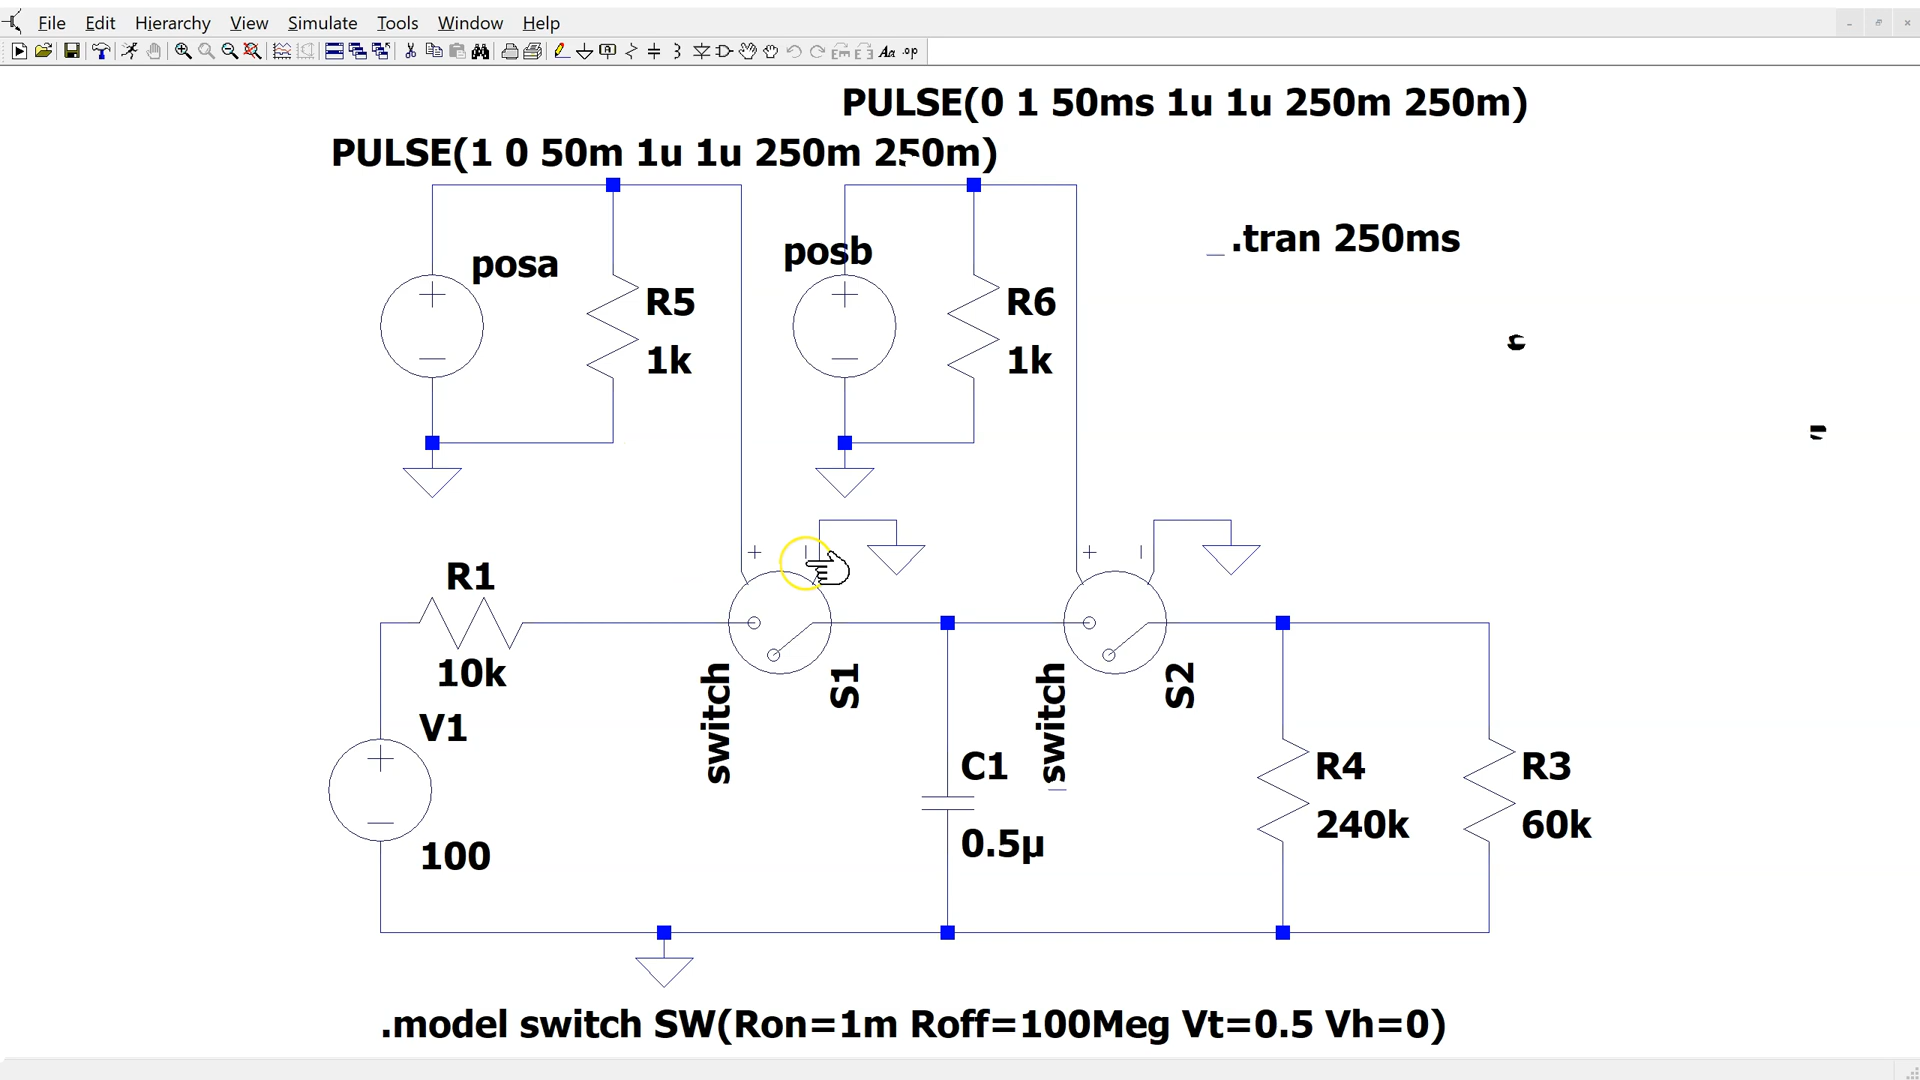 File Edit Hierarchy View Simulate Tools Window Help
PULSE(0 1 50ms 1u 1u 250m 250m)
PULSE(1 0 50m 1u 1u 250m 250m)
.tran 250ms
posa
posb
R5
1k
R6
1k
R1
10k
V1
100
switch
S1
switch
S2
C1
0.5µ
R4
240k
R3
60k
.model switch SW(Ron=1m Roff=100Meg Vt=0.5 Vh=0)